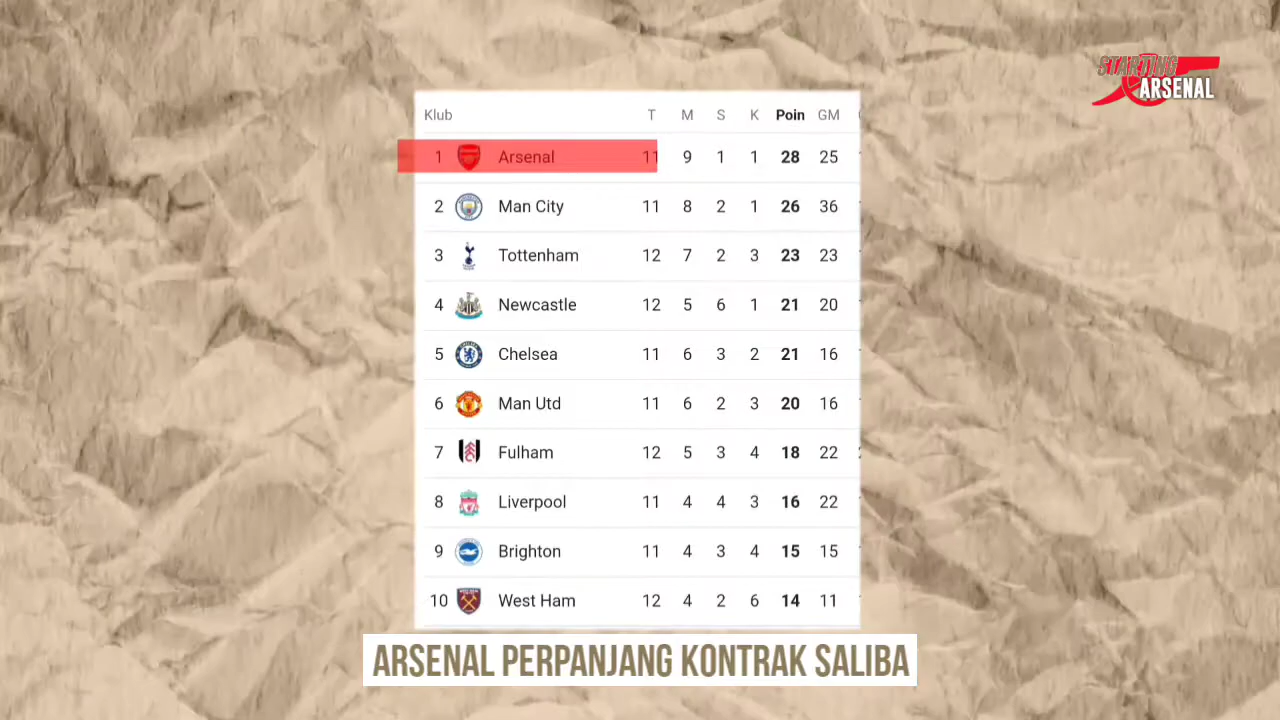 STARTING
ARSENAL
Klub T M S K Poin GM
1 Arsenal 11 9 1 1 28 25
2 Man City 11 8 2 1 26 36
3 Tottenham 12 7 2 3 23 23
4 Newcastle 12 5 6 1 21 20
5 Chelsea 11 6 3 2 21 16
6 Man Utd 11 6 2 3 20 16
7 Fulham 12 5 3 4 18 22
8 Liverpool 11 4 4 3 16 22
9 Brighton 11 4 3 4 15 15
10 West Ham 12 4 2 6 14 11
ARSENAL PERPANJANG KONTRAK SALIBA